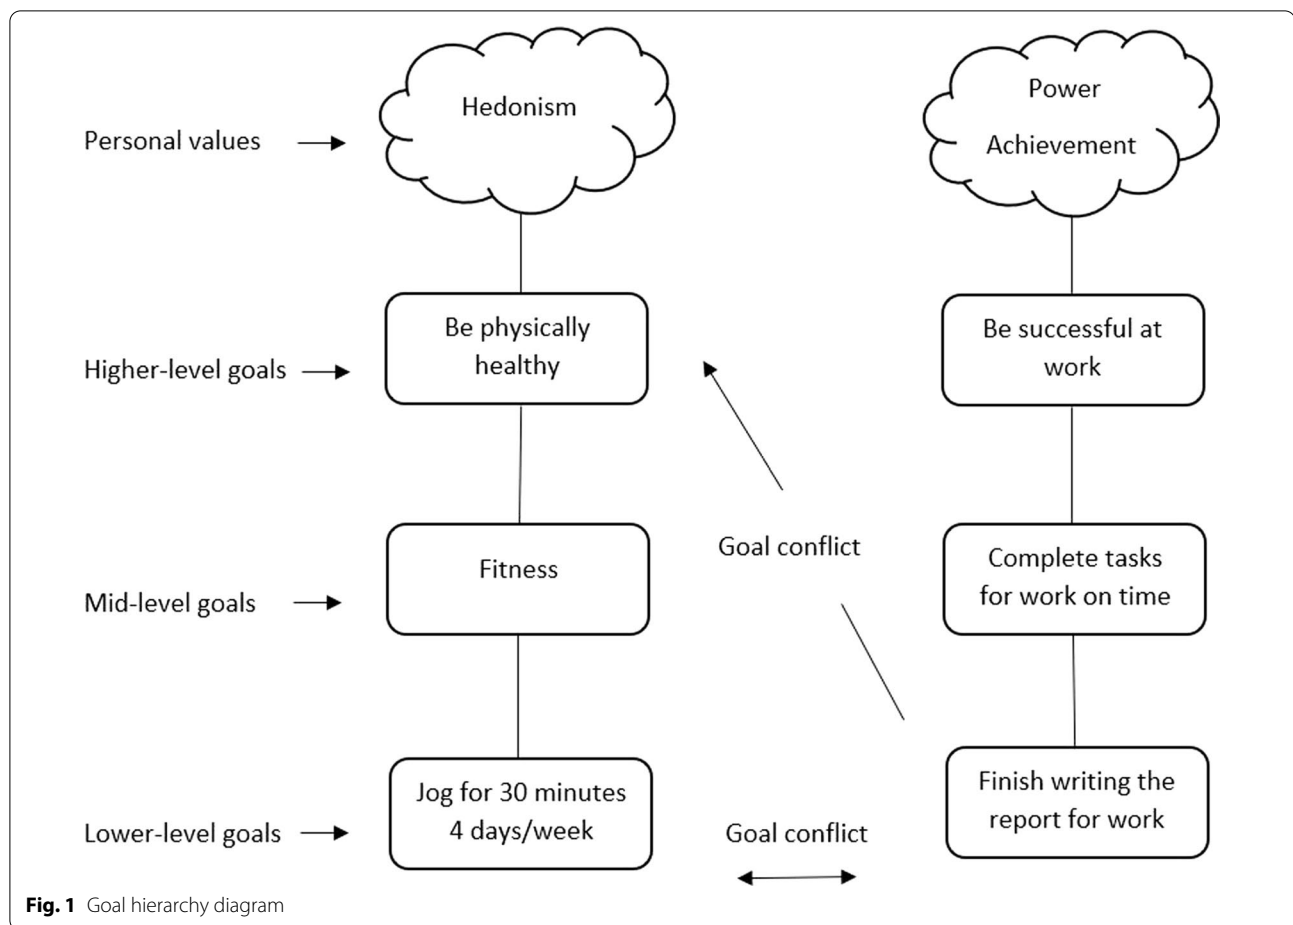 Personal values
Hedonism
Power
Achievement
Higher-level goals
Be physically
healthy
Be successful at
work
Mid-level goals
Fitness
Goal conflict
Complete tasks
for work on time
Lower-level goals
Jog for 30 minutes
4 days/week
Goal conflict
Finish writing the
report for work
Fig. 1 Goal hierarchy diagram